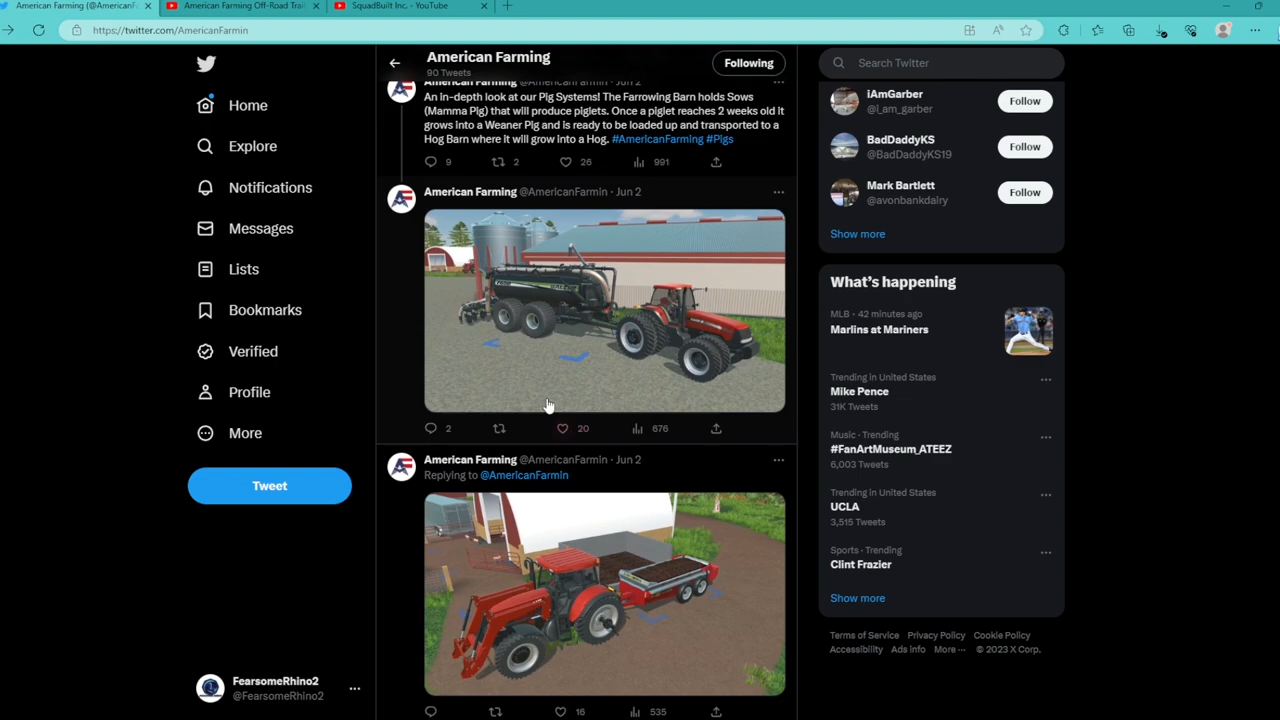 American Farming (@AmericanFa
American Farming Off-Road Trail
SquadBuilt Inc. - YouTube
https://twitter.com/AmericanFarmin
American Farming
90 Tweets
Following
Search Twitter
Home
Explore
Notifications
Messages
Lists
Bookmarks
Verified
Profile
More
Tweet
FearsomeRhino2
@FearsomeRhino2
American Farming @AmericanFarmin · Jun 2
An in-depth look at our Pig Systems! The Farrowing Barn holds Sows
(Mamma Pig) that will produce piglets. Once a piglet reaches 2 weeks old it
grows into a Weaner Pig and is ready to be loaded up and transported to a
Hog Barn where it will grow into a Hog. #AmericanFarming #Pigs
9 2 26 991
American Farming @AmericanFarmin · Jun 2
2 20 676
American Farming @AmericanFarmin · Jun 2
Replying to @AmericanFarmin
16 535
iAmGarber
@i_am_garber
Follow
BadDaddyKS
@BadDaddyKS19
Follow
Mark Bartlett
@avonbankdairy
Follow
Show more
What's happening
MLB · 42 minutes ago
Marlins at Mariners
Trending in United States
Mike Pence
31K Tweets
Music · Trending
#FanArtMuseum_ATEEZ
6,003 Tweets
Trending in United States
UCLA
3,515 Tweets
Sports · Trending
Clint Frazier
Show more
Terms of Service Privacy Policy Cookie Policy
Accessibility Ads info More ··· © 2023 X Corp.